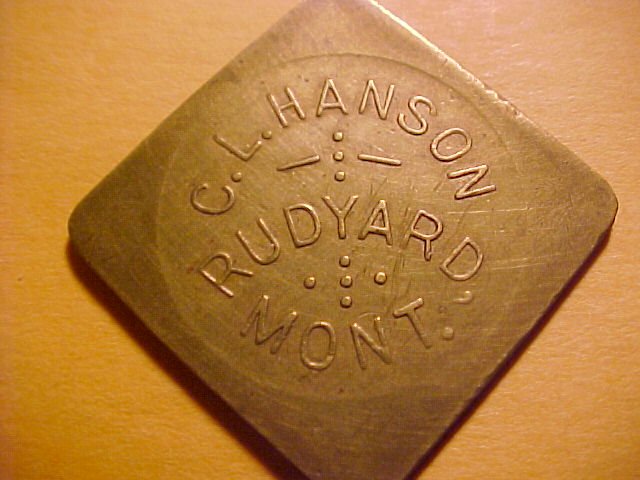 C.L. HANSON
RUDYARD,
MONT.